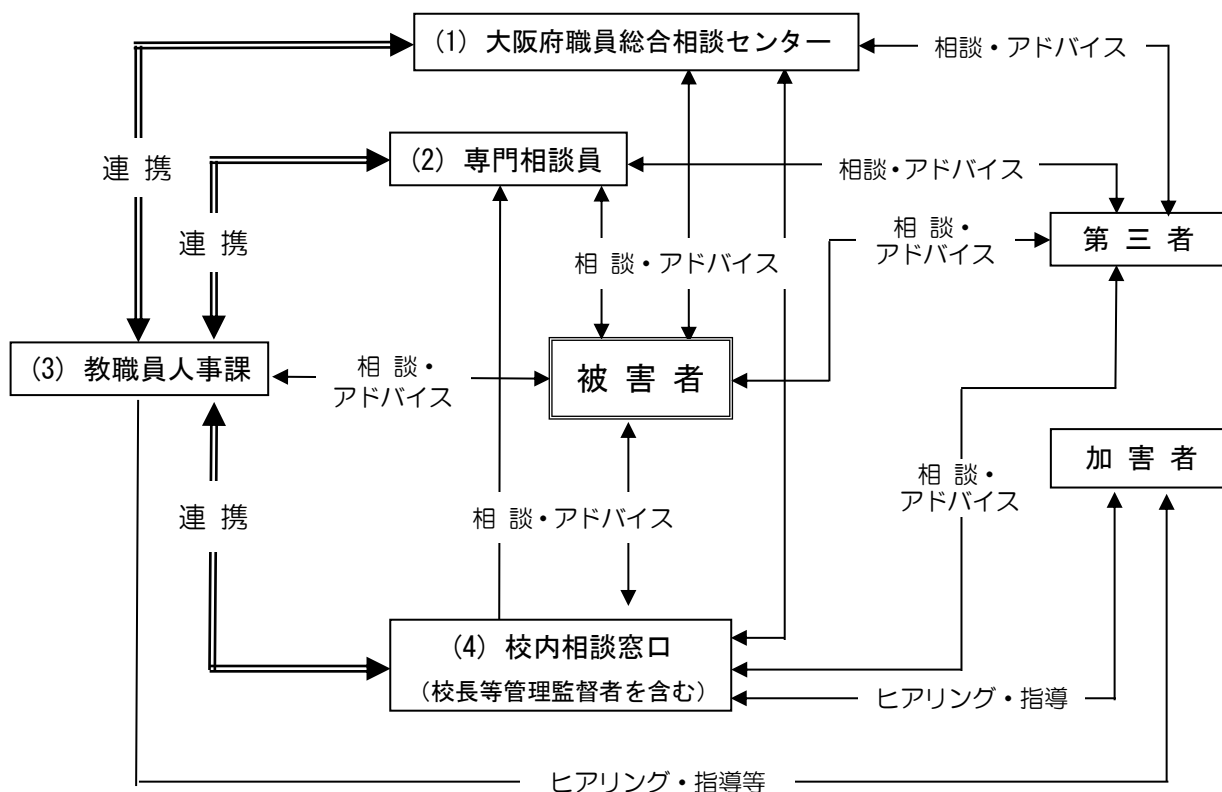 (1) 大阪府職員総合相談センター
相談・アドバイス
連 携
(2) 専門相談員
相談・アドバイス
連 携
相 談・
アドバイス
第 三 者
相 談・アドバイス
(3) 教職員人事課
相 談・
アドバイス
被 害 者
加 害 者
相 談・
アドバイス
連 携
相 談・アドバイス
(4) 校内相談窓口
(校長等管理監督者を含む)
ヒアリング・指導
ヒアリング・指導等